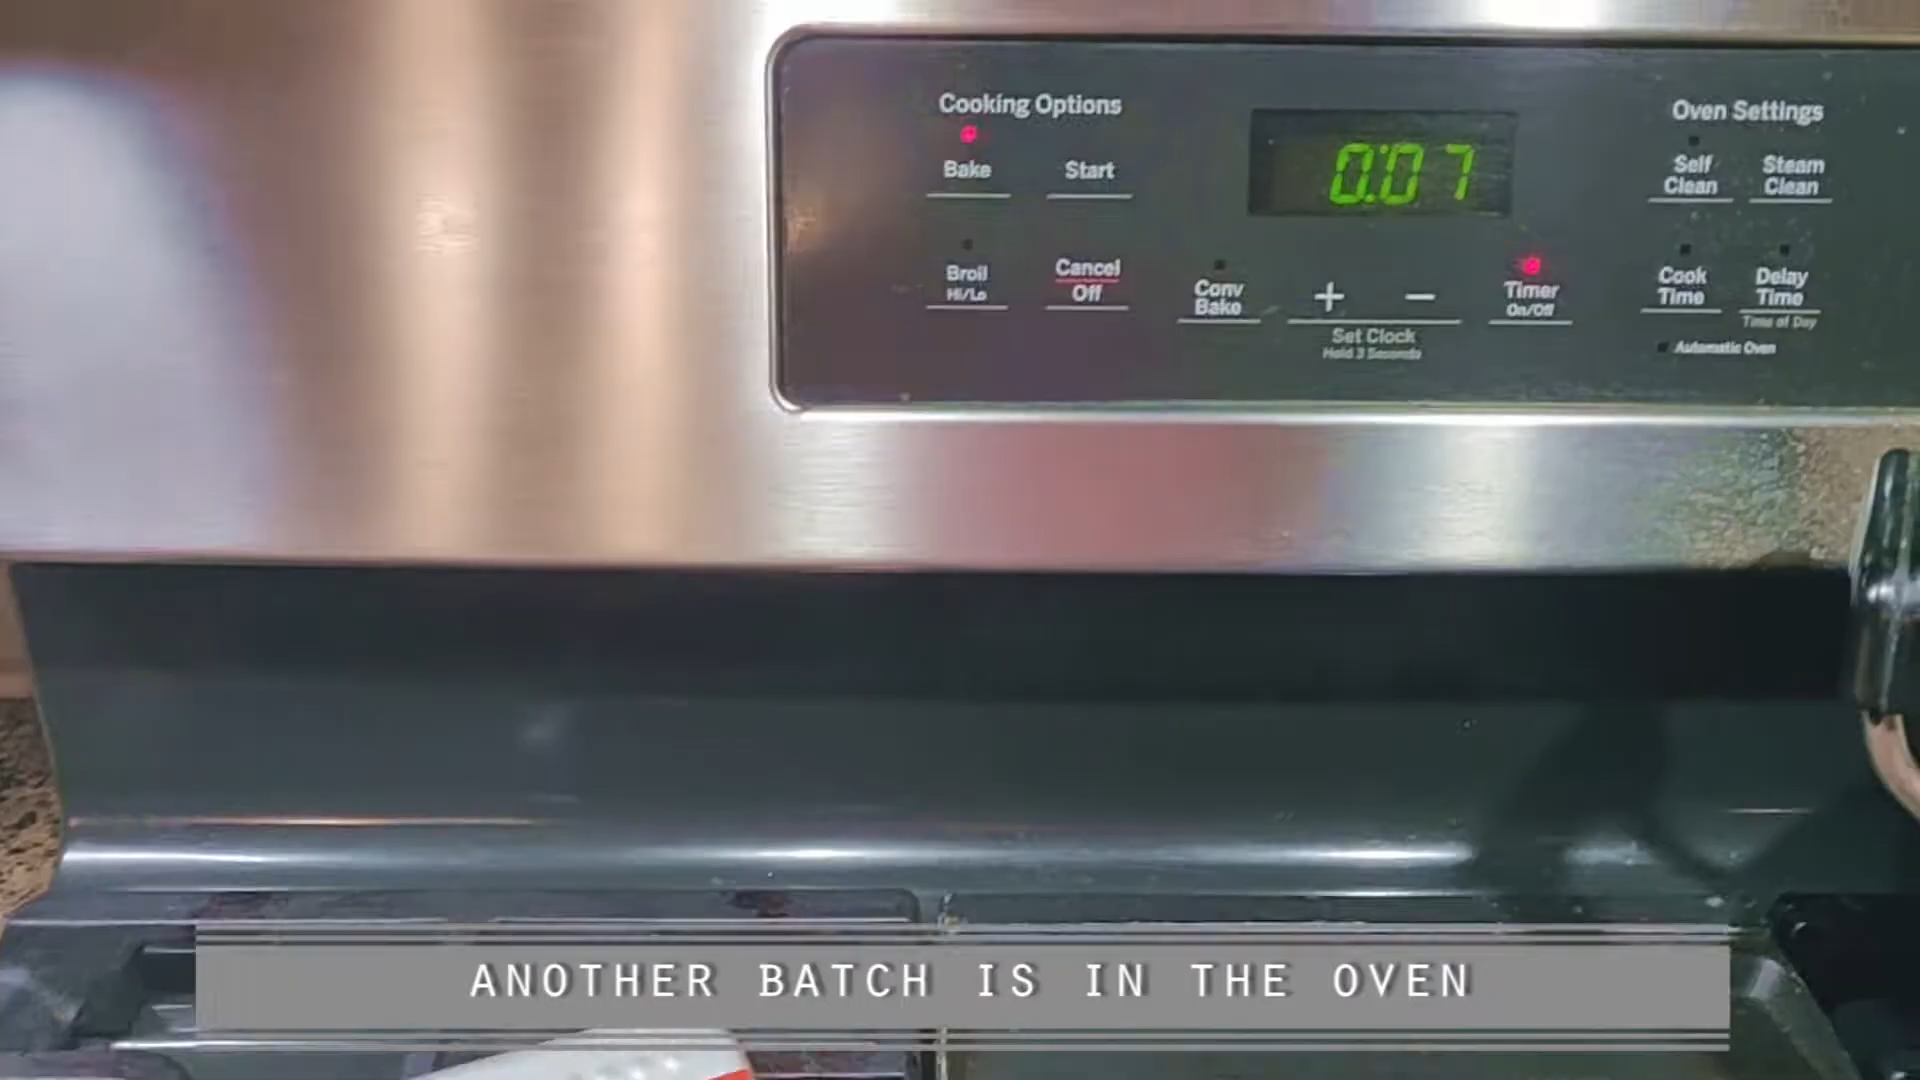 Cooking Options
Bake
Start
Broil
Hi/Lo
Cancel
Off
0:07
Conv
Bake
+
−
Set Clock
Hold 3 Seconds
Timer
On/Off
Oven Settings
Self
Clean
Steam
Clean
Cook
Time
Delay
Time
Time of Day
Automatic Oven
ANOTHER BATCH IS IN THE OVEN